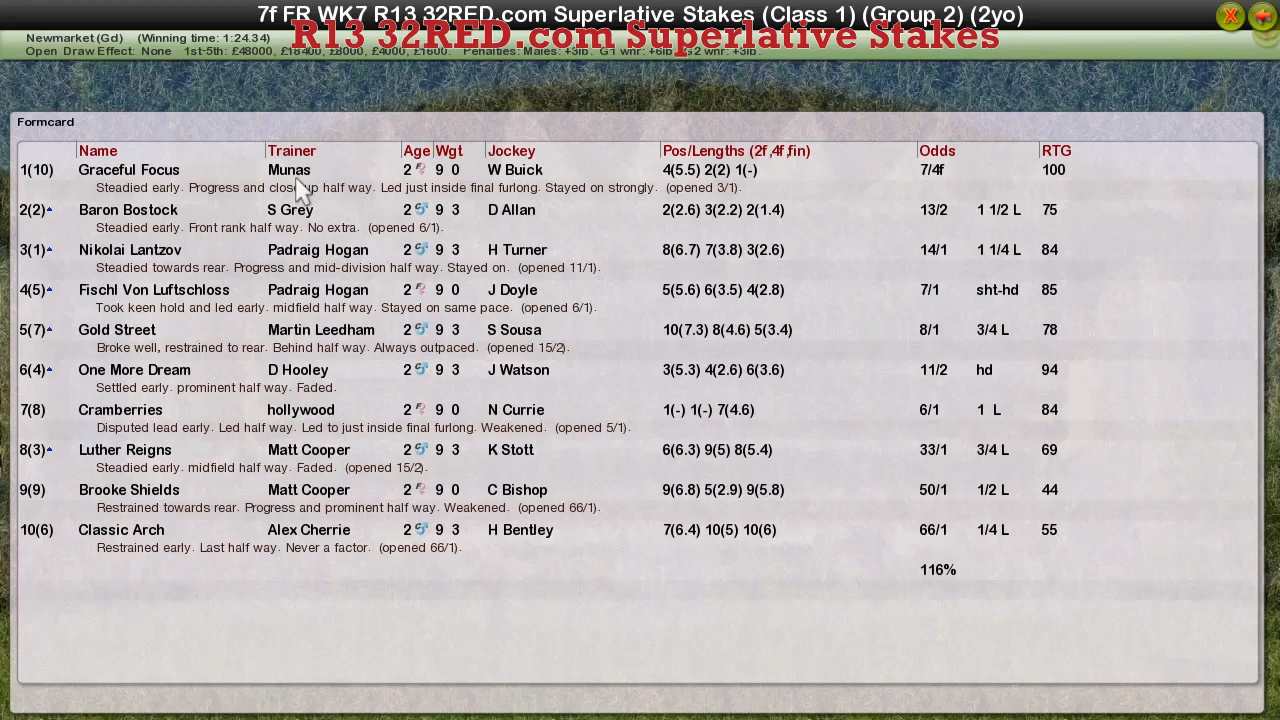 7f FR WK7 R13 32RED.com Superlative Stakes (Class 1) (Group 2) (2yo)
R13 32RED.com Superlative Stakes
Newmarket(Gd) (Winning time: 1:24.34)
Open Draw Effect: None 1st-5th: £48000, £18400, £8000, £4000, £1600. Penalties: Males: +3lb. G1 wnr: +6lb. G2 wnr: +3lb.
Formcard
Name Trainer Age Wgt Jockey Pos/Lengths (2f,4f,fin) Odds RTG
1(10) Graceful Focus Munas 2 9 0 W Buick 4(5.5) 2(2) 1(-) 7/4f 100
Steadied early. Progress and close up half way. Led just inside final furlong. Stayed on strongly. (opened 3/1).
2(2) Baron Bostock S Grey 2 9 3 D Allan 2(2.6) 3(2.2) 2(1.4) 13/2 1 1/2 L 75
Steadied early. Front rank half way. No extra. (opened 6/1).
3(1) Nikolai Lantzov Padraig Hogan 2 9 3 H Turner 8(6.7) 7(3.8) 3(2.6) 14/1 1 1/4 L 84
Steadied towards rear. Progress and mid-division half way. Stayed on. (opened 11/1).
4(5) Fischl Von Luftschloss Padraig Hogan 2 9 0 J Doyle 5(5.6) 6(3.5) 4(2.8) 7/1 sht-hd 85
Took keen hold and led early. midfield half way. Stayed on same pace. (opened 6/1).
5(7) Gold Street Martin Leedham 2 9 3 S Sousa 10(7.3) 8(4.6) 5(3.4) 8/1 3/4 L 78
Broke well, restrained to rear. Behind half way. Always outpaced. (opened 15/2).
6(4) One More Dream D Hooley 2 9 3 J Watson 3(5.3) 4(2.6) 6(3.6) 11/2 hd 94
Settled early. prominent half way. Faded.
7(8) Cramberries hollywood 2 9 0 N Currie 1(-) 1(-) 7(4.6) 6/1 1 L 84
Disputed lead early. Led half way. Led to just inside final furlong. Weakened. (opened 5/1).
8(3) Luther Reigns Matt Cooper 2 9 3 K Stott 6(6.3) 9(5) 8(5.4) 33/1 3/4 L 69
Steadied early. midfield half way. Faded. (opened 15/2).
9(9) Brooke Shields Matt Cooper 2 9 0 C Bishop 9(6.8) 5(2.9) 9(5.8) 50/1 1/2 L 44
Restrained towards rear. Progress and prominent half way. Weakened. (opened 66/1).
10(6) Classic Arch Alex Cherrie 2 9 3 H Bentley 7(6.4) 10(5) 10(6) 66/1 1/4 L 55
Restrained early. Last half way. Never a factor. (opened 66/1).
116%